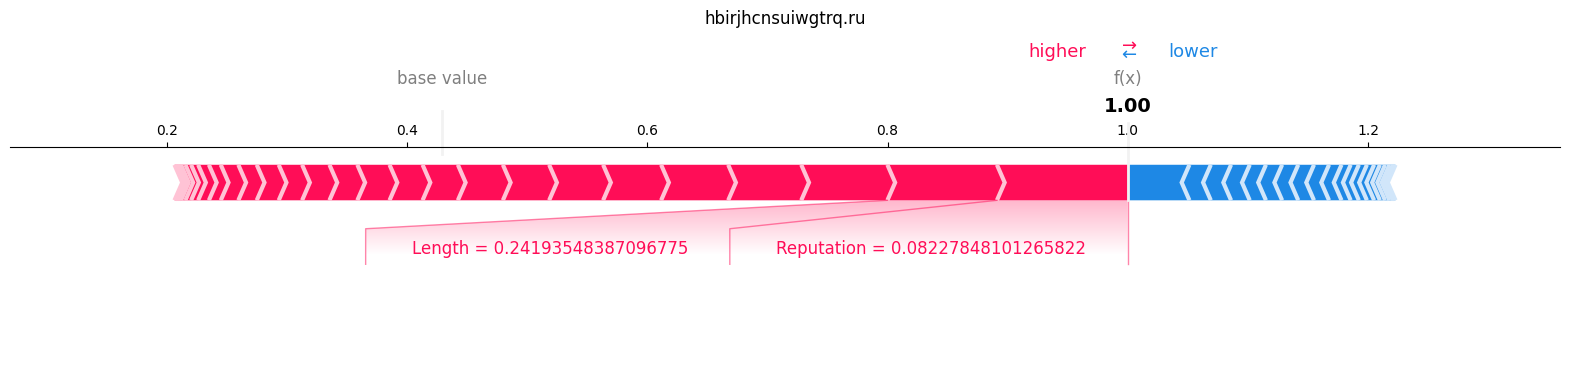 hbirjhcnsuiwgtrq.ru
higher ⇄ lower
base value f(x)
1.00
0.2 0.4 0.6 0.8 1.0 1.2
Length = 0.24193548387096775 Reputation = 0.08227848101265822